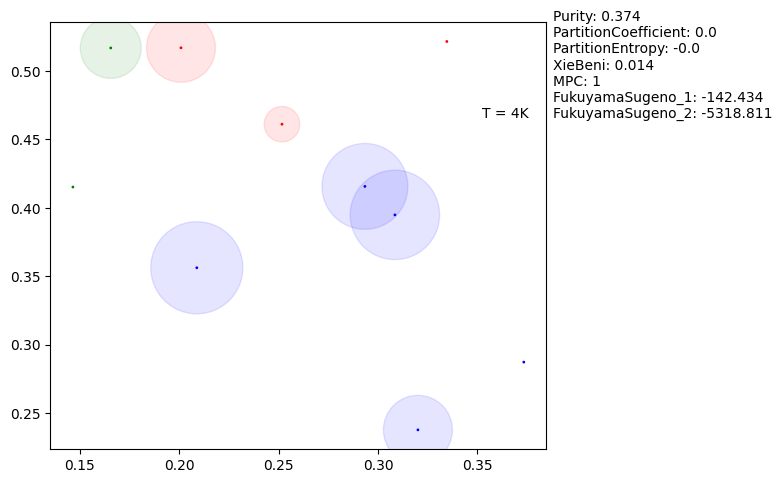 Purity: 0.374
PartitionCoefficient: 0.0
PartitionEntropy: -0.0
XieBeni: 0.014
MPC: 1
FukuyamaSugeno_1: -142.434
FukuyamaSugeno_2: -5318.811
T = 4K
0.50
0.45
0.40
0.35
0.30
0.25
0.15 0.20 0.25 0.30 0.35